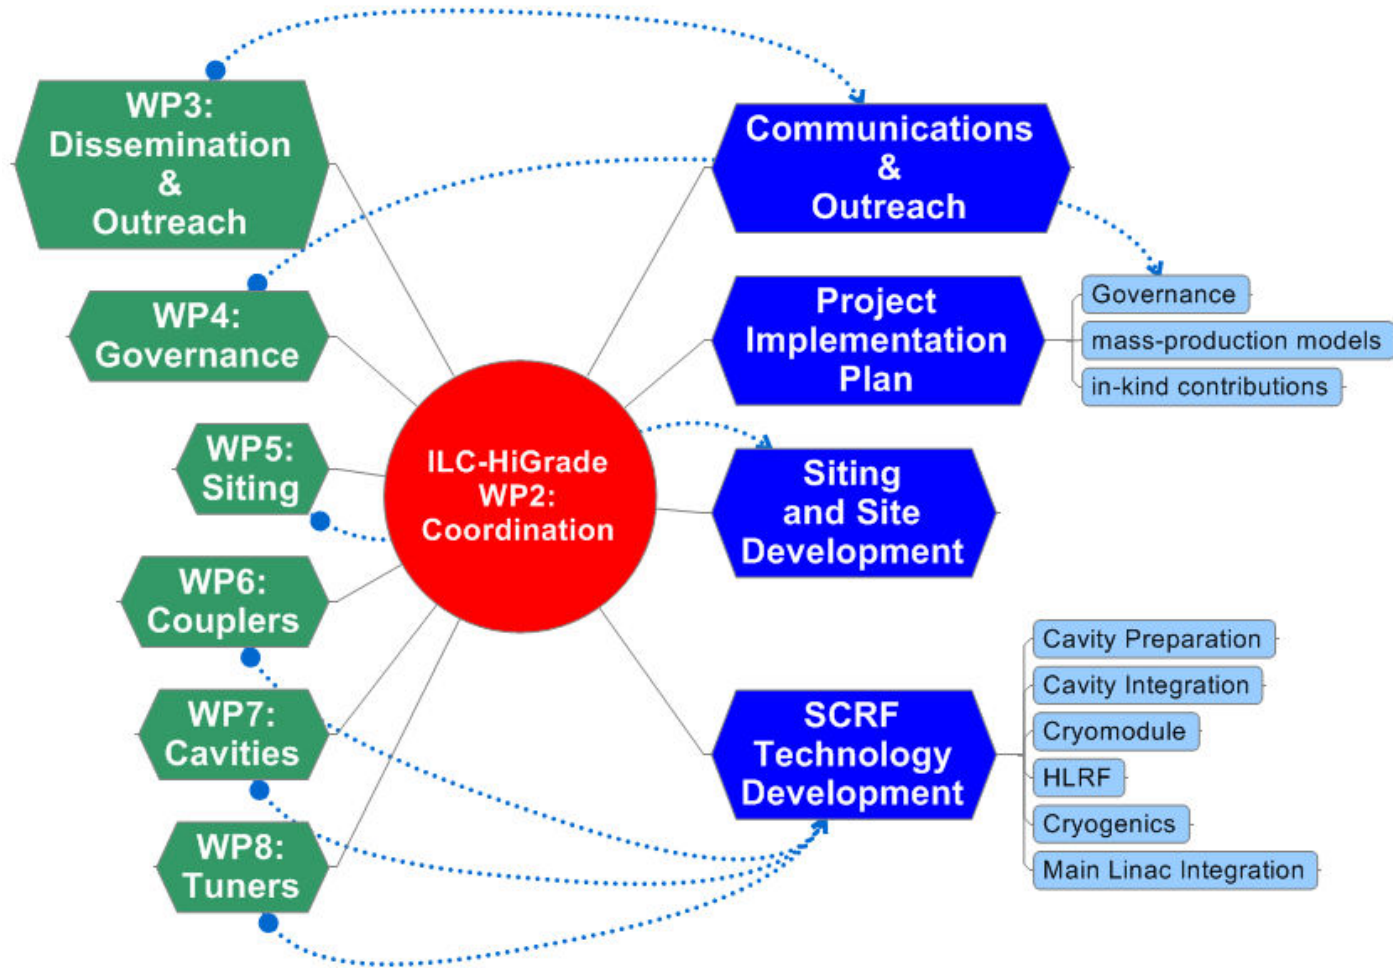 WP3:
Dissemination
&
Outreach
WP4:
Governance
WP5:
Siting
WP6:
Couplers
WP7:
Cavities
WP8:
Tuners
ILC-HiGrade
WP2:
Coordination
Communications
&
Outreach
Project
Implementation
Plan
Governance
mass-production models
in-kind contributions
Siting
and Site
Development
SCRF
Technology
Development
Cavity Preparation
Cavity Integration
Cryomodule
HLRF
Cryogenics
Main Linac Integration